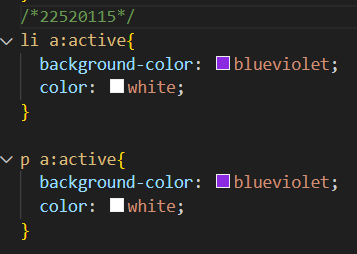 /*22520115*/
li a:active{
background-color: blueviolet;
color: white;
}
p a:active{
background-color: blueviolet;
color: white;
}